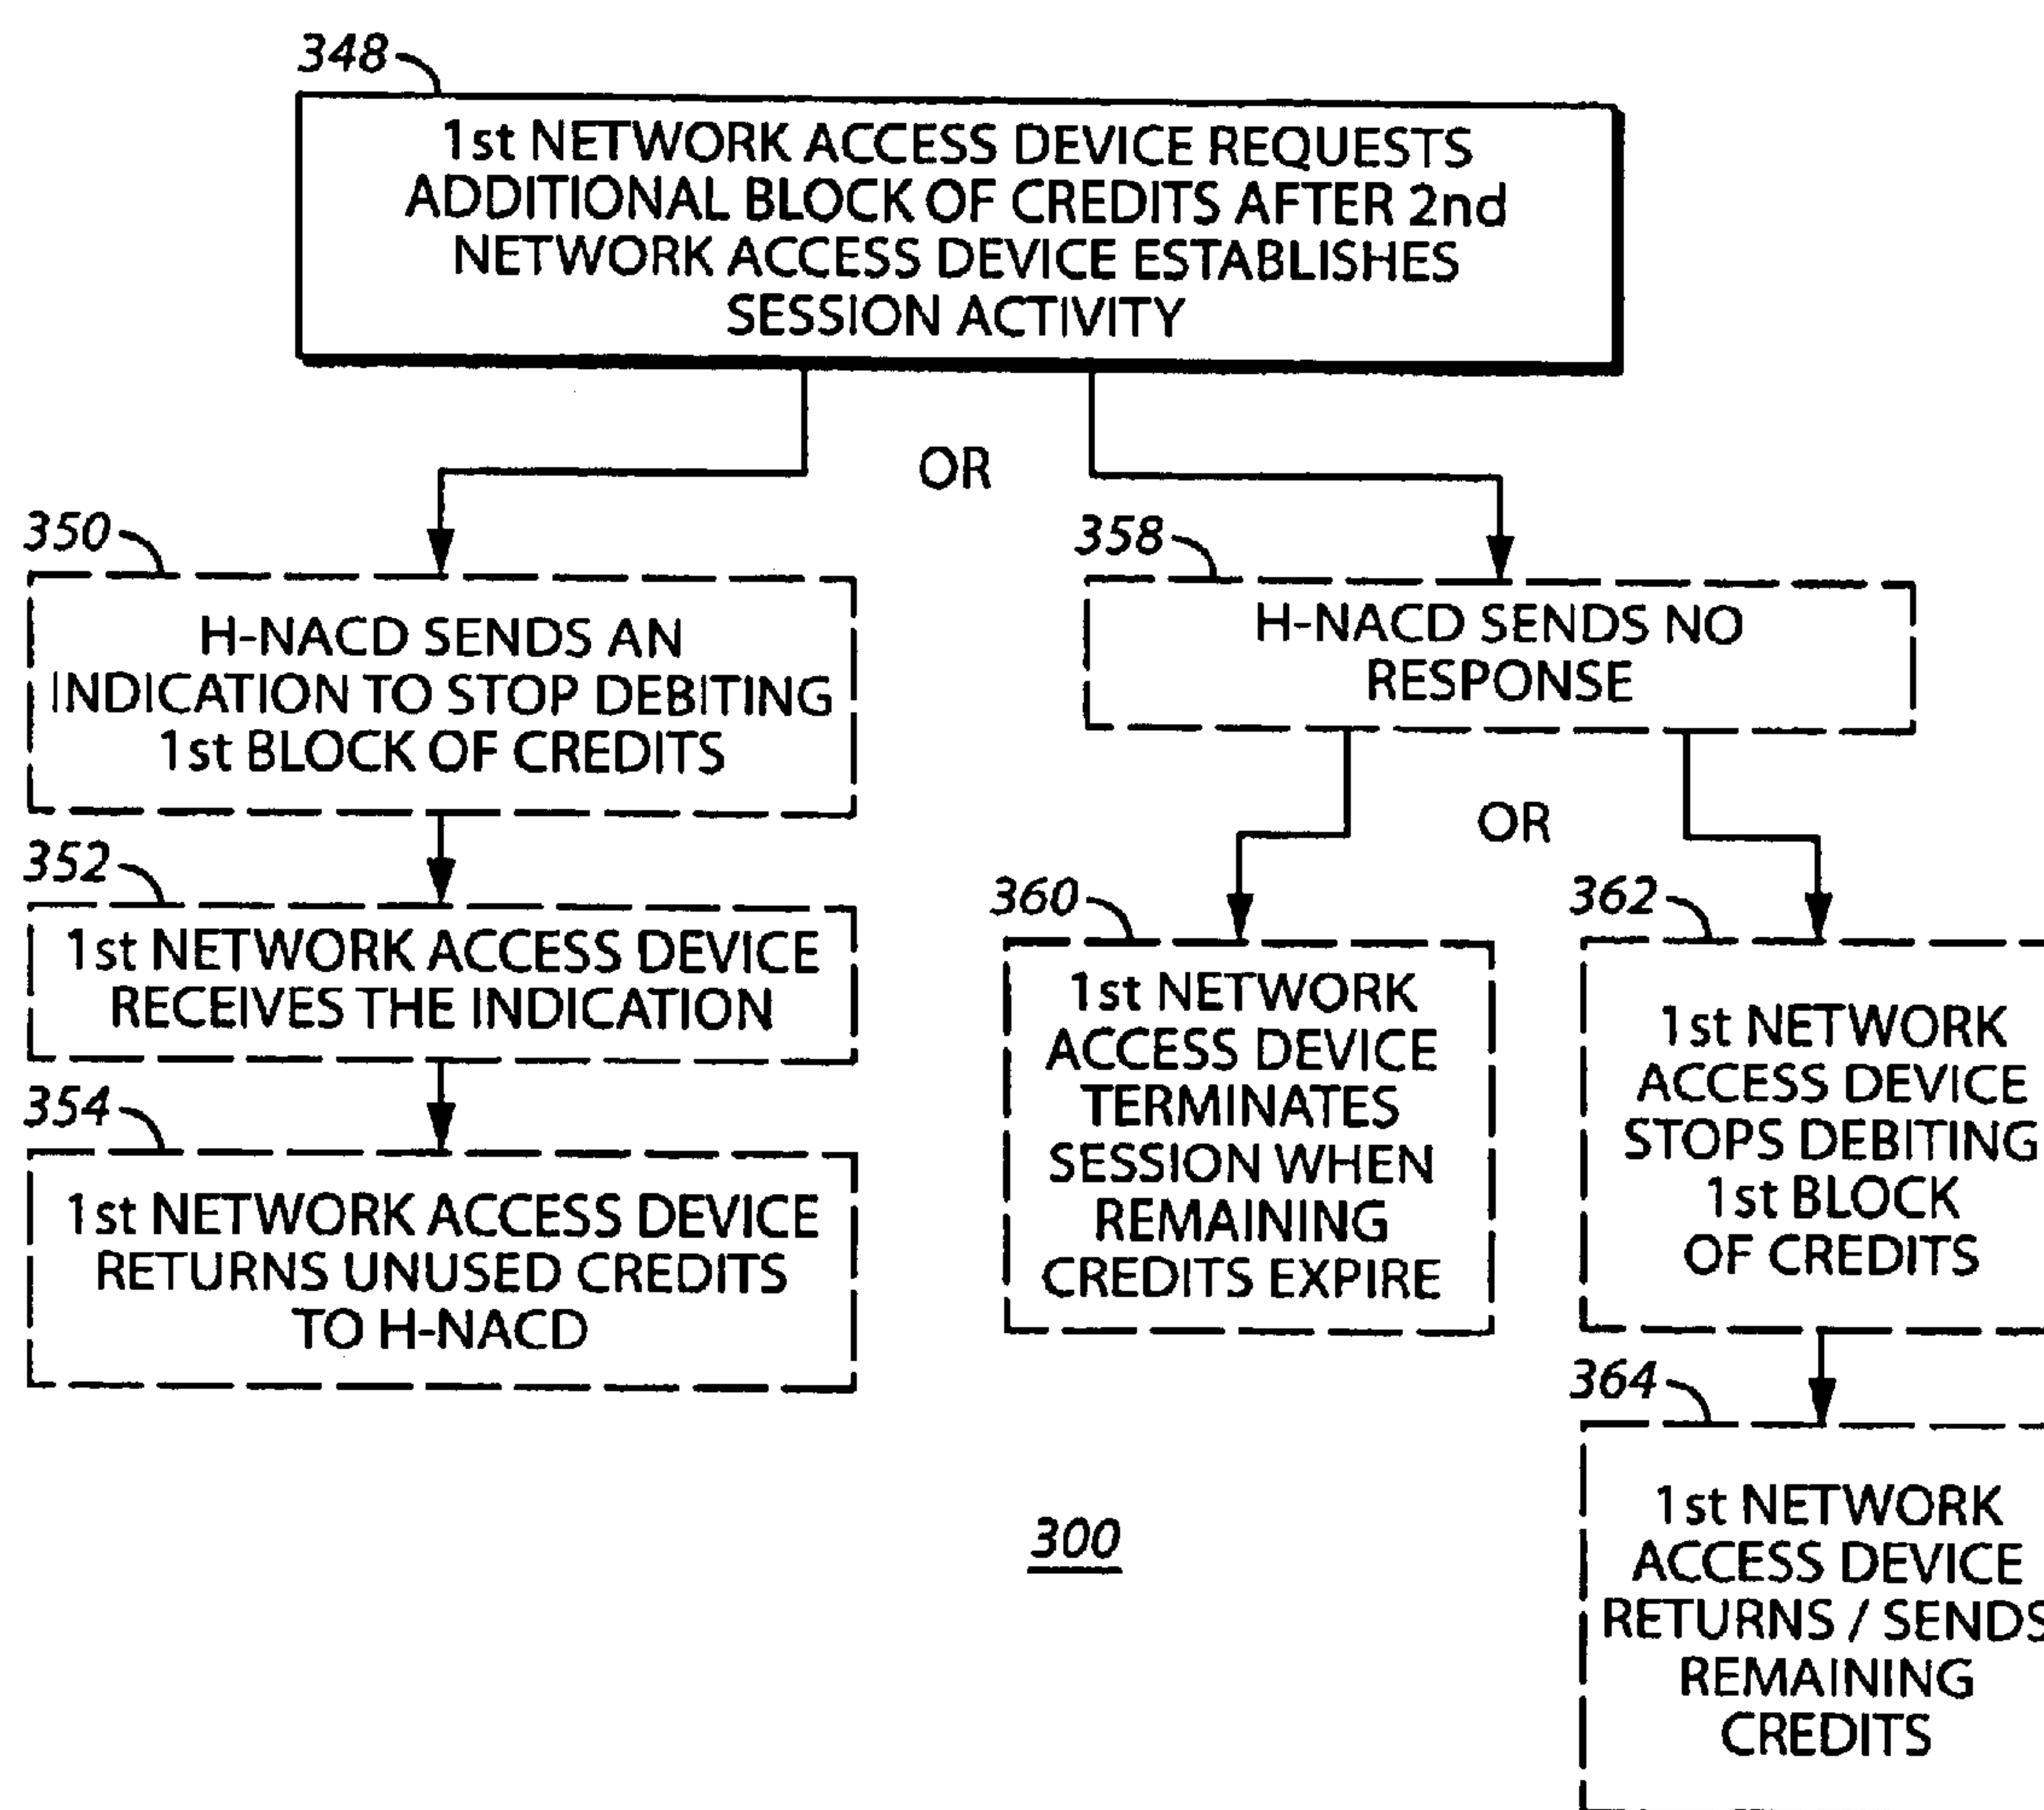 348
1st NETWORK ACCESS DEVICE REQUESTS
ADDITIONAL BLOCK OF CREDITS AFTER 2nd
NETWORK ACCESS DEVICE ESTABLISHES
SESSION ACTIVITY
OR
350
H-NACD SENDS AN
INDICATION TO STOP DEBITING
1st BLOCK OF CREDITS
352
1st NETWORK ACCESS DEVICE
RECEIVES THE INDICATION
354
1st NETWORK ACCESS DEVICE
RETURNS UNUSED CREDITS
TO H-NACD
358
H-NACD SENDS NO
RESPONSE
OR
360
1st NETWORK
ACCESS DEVICE
TERMINATES
SESSION WHEN
REMAINING
CREDITS EXPIRE
362
1st NETWORK
ACCESS DEVICE
STOPS DEBITING
1st BLOCK
OF CREDITS
364
1st NETWORK
ACCESS DEVICE
RETURNS / SENDS
REMAINING
CREDITS
300